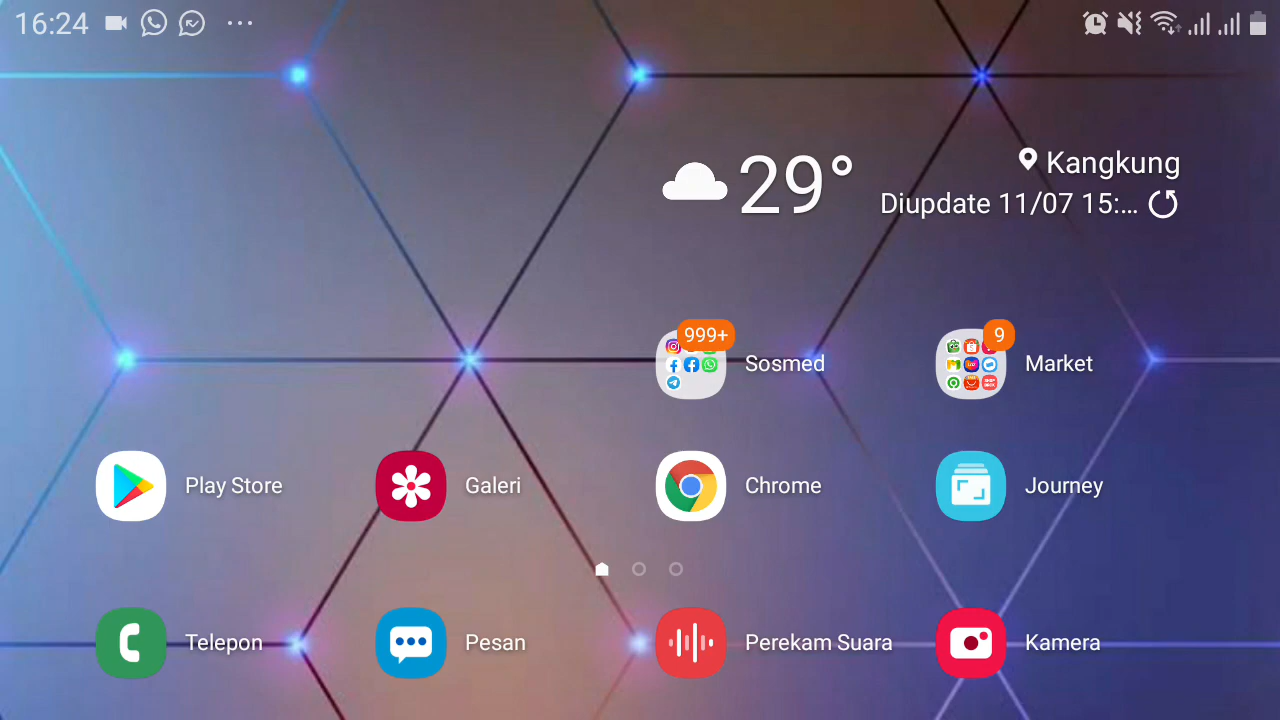 16:24
29°
Kangkung
Diupdate 11/07 15:...
999+
Sosmed
9
Market
Play Store
Galeri
Chrome
Journey
Telepon
Pesan
Perekam Suara
Kamera